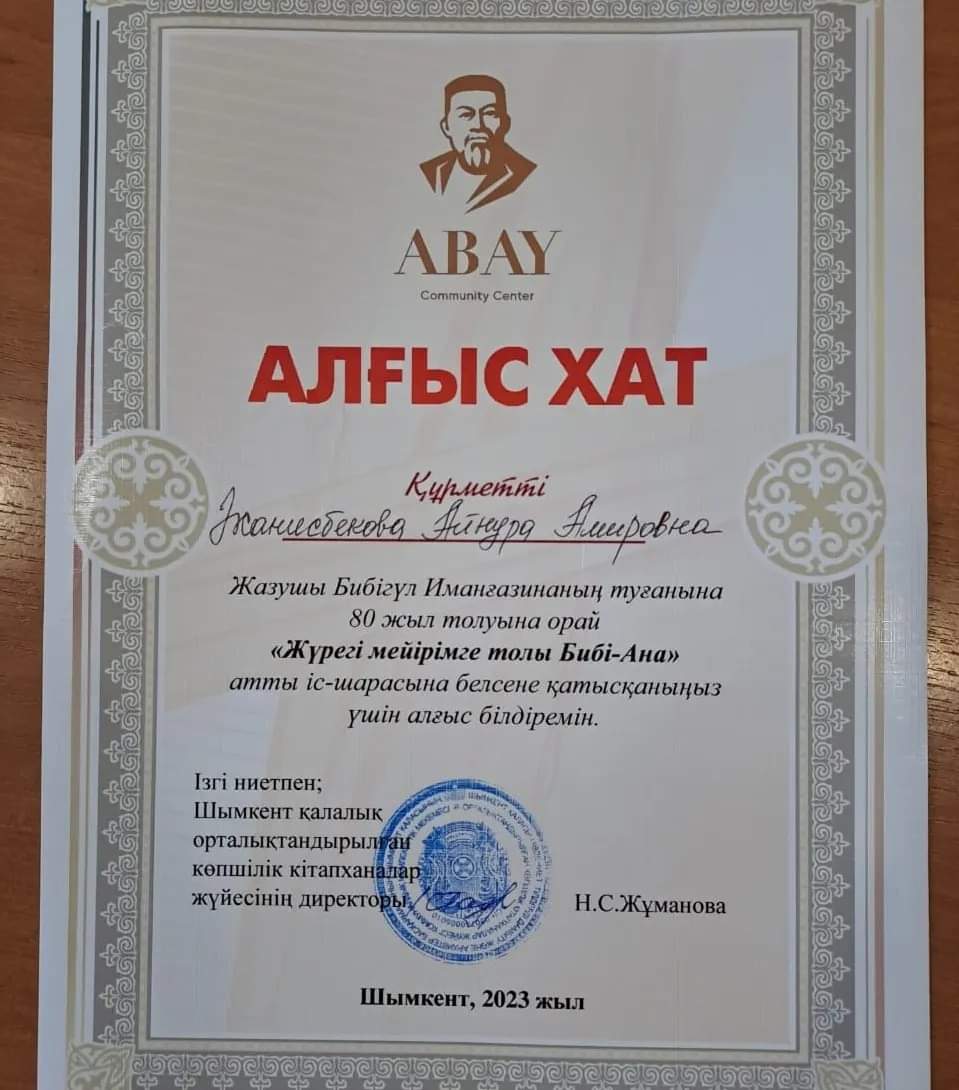 ABAY
Community Center
АЛҒЫС ХАТ
Құрметті
Жанисбекова Айнура Амировна
Жазушы Бибігүл Иманғазинаның туғанына
80 жыл толуына орай
«Жүрегі мейірімге толы Бибі-Ана»
атты іс-шарасына белсене қатысқаныңыз
үшін алғыс білдіремін.
Ізгі ниетпен;
Шымкент қалалық
орталықтандырылған
көпшілік кітапханалар
жүйесінің директоры
Н.С.Жұманова
Шымкент, 2023 жыл